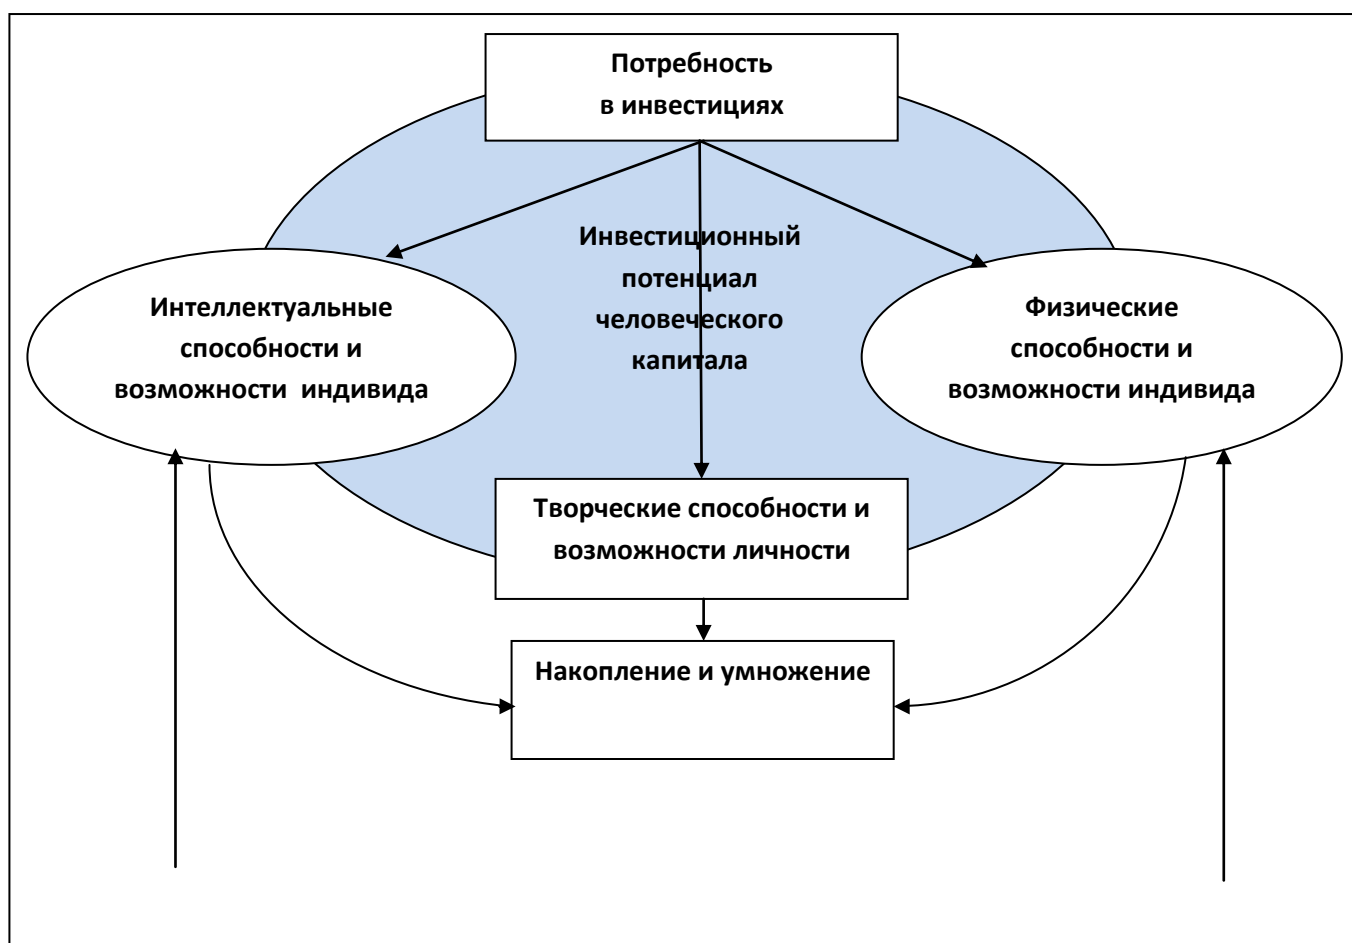 Потребность
в инвестициях
Инвестиционный
потенциал
человеческого
капитала
Интеллектуальные
способности и
возможности  индивида
Физические
способности и
возможности индивида
Творческие способности и
возможности личности
Накопление и умножение